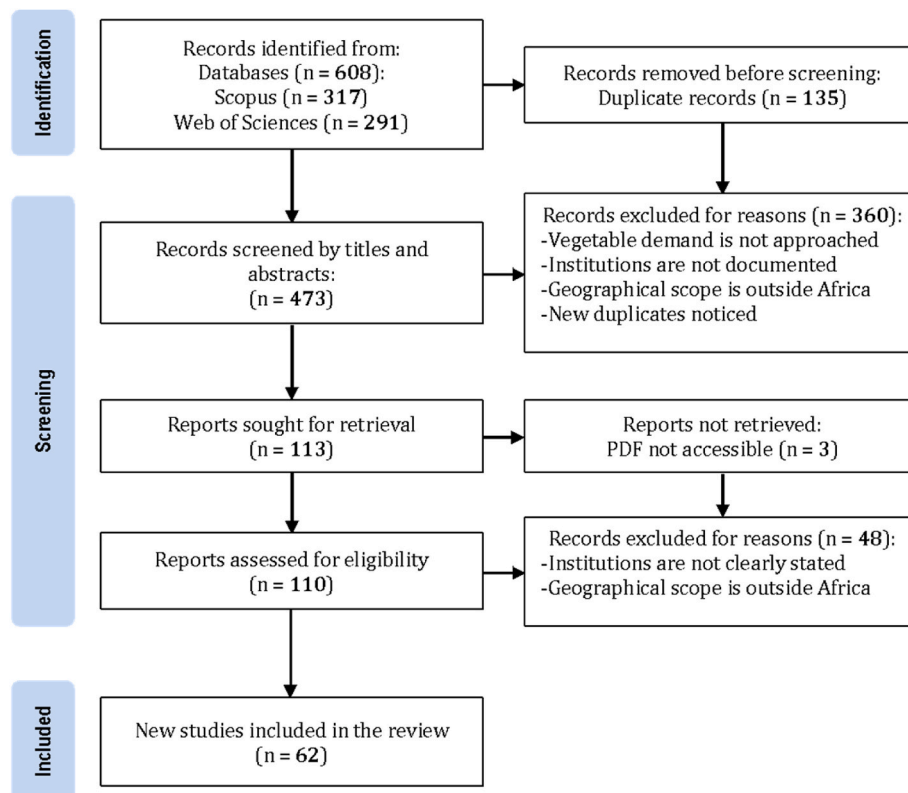 Identification
Records identified from:
Databases (n = 608):
Scopus (n = 317)
Web of Sciences (n = 291)
Records removed before screening:
Duplicate records (n = 135)
Screening
Records screened by titles and
abstracts:
(n = 473)
Records excluded for reasons (n = 360):
-Vegetable demand is not approached
-Institutions are not documented
-Geographical scope is outside Africa
-New duplicates noticed
Reports sought for retrieval
(n = 113)
Reports not retrieved:
PDF not accessible (n = 3)
Reports assessed for eligibility
(n = 110)
Records excluded for reasons (n = 48):
-Institutions are not clearly stated
-Geographical scope is outside Africa
Included
New studies included in the review
(n = 62)